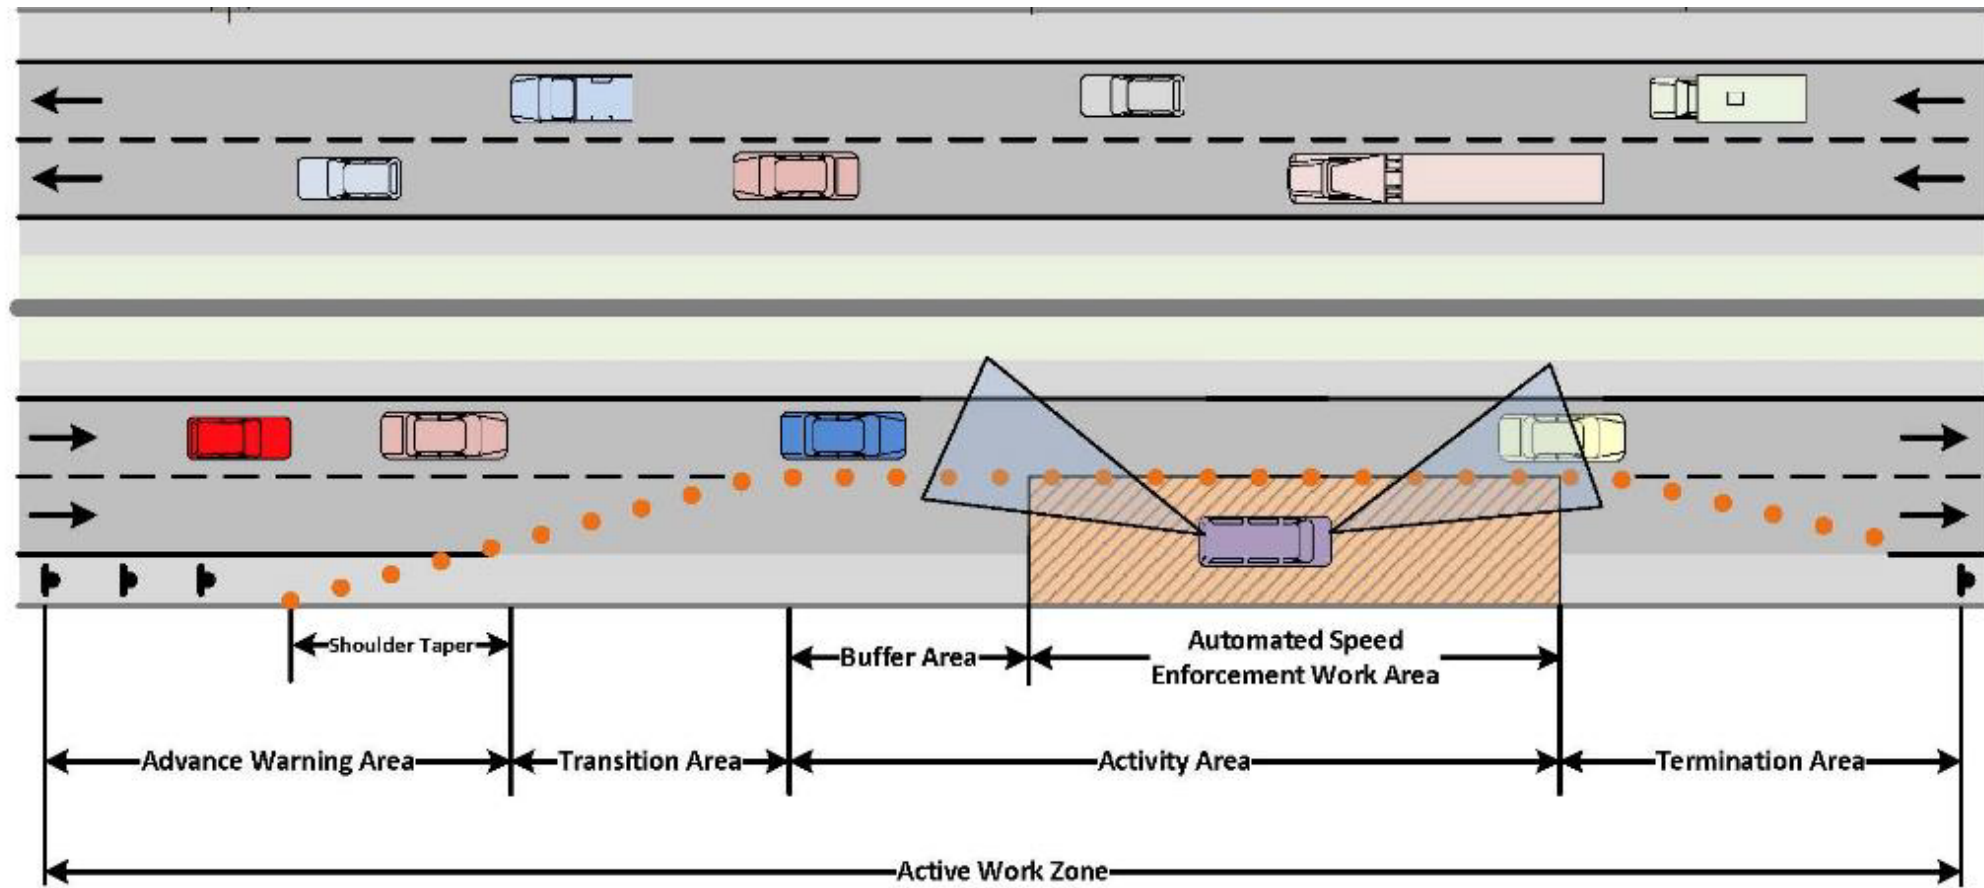 Shoulder Taper
Buffer Area
Automated Speed
Enforcement Work Area
Advance Warning Area
Transition Area
Activity Area
Termination Area
Active Work Zone